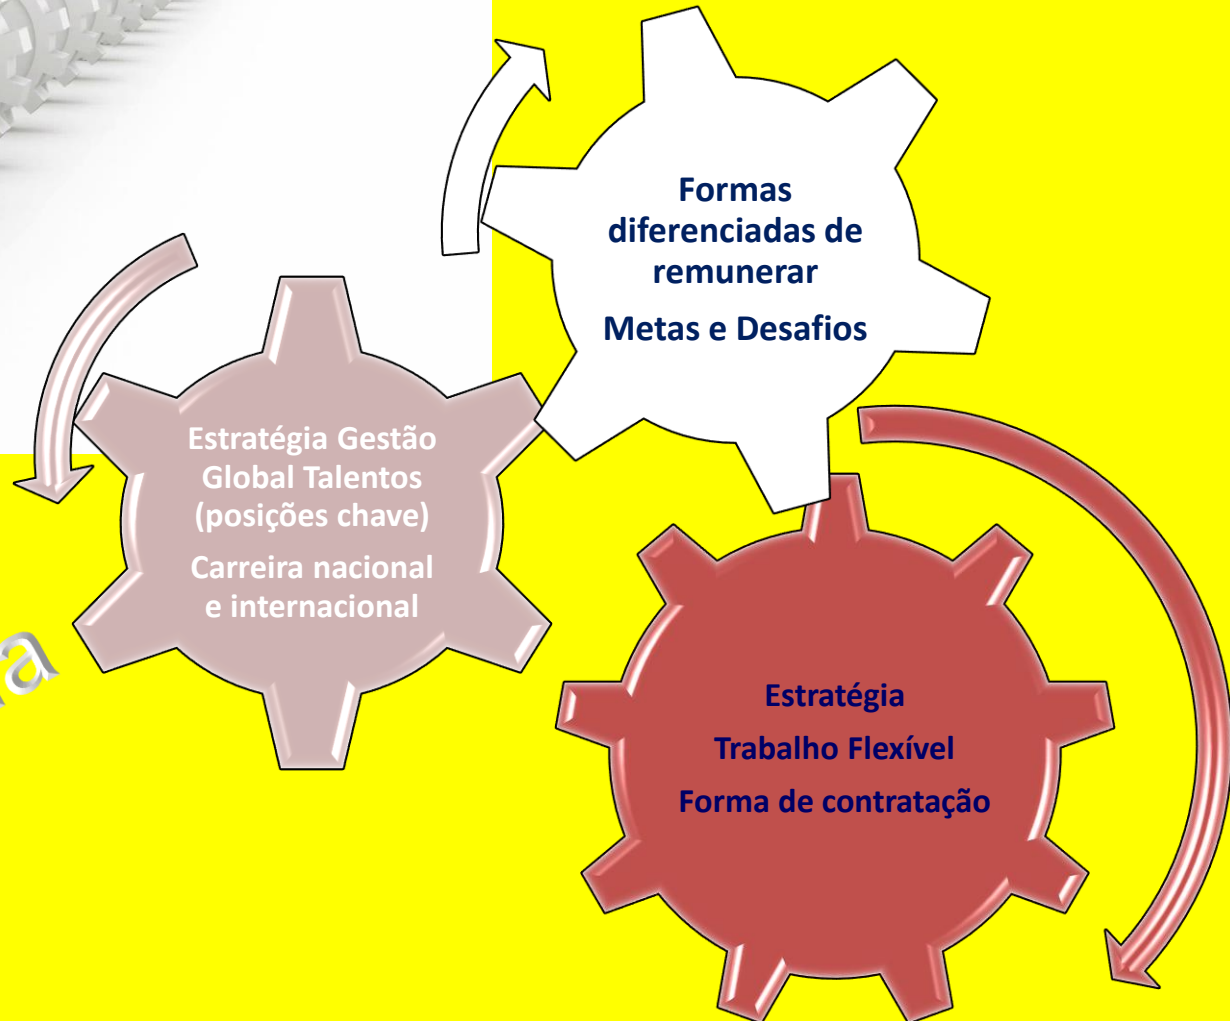 Formas
diferenciadas de
remunerar
Metas e Desafios
Estratégia Gestão
Global Talentos
(posições chave)
Carreira nacional
e internacional
Estratégia
Trabalho Flexível
Forma de contratação